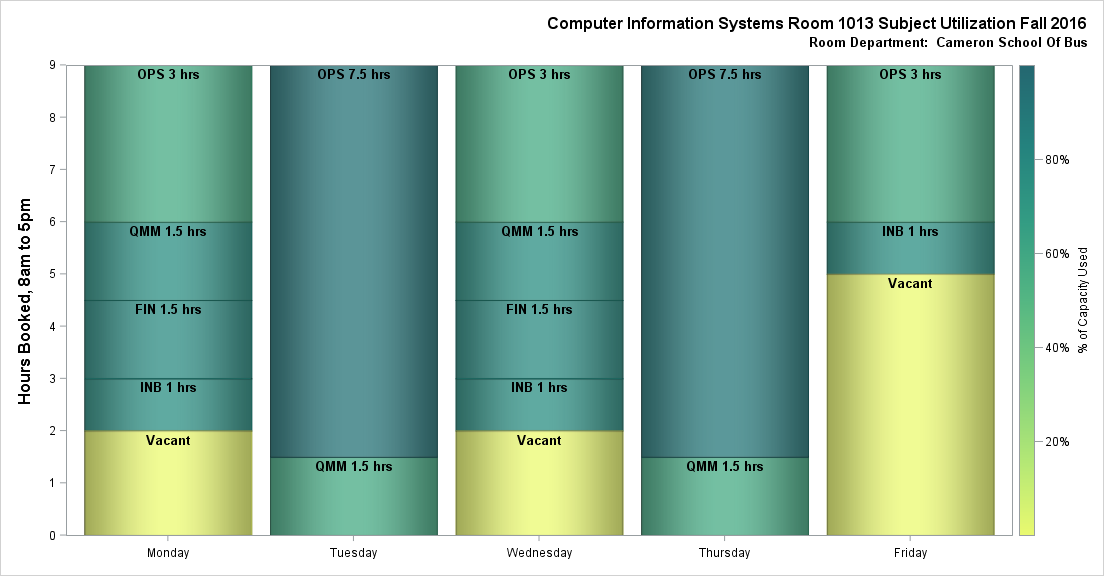 Computer Information Systems Room 1013 Subject Utilization Fall 2016
Room Department:  Cameron School Of Bus
Hours Booked, 8am to 5pm
9
8
7
6
5
4
3
2
1
0
OPS 3 hrs
QMM 1.5 hrs
FIN 1.5 hrs
INB 1 hrs
Vacant
OPS 7.5 hrs
QMM 1.5 hrs
OPS 3 hrs
QMM 1.5 hrs
FIN 1.5 hrs
INB 1 hrs
Vacant
OPS 7.5 hrs
QMM 1.5 hrs
OPS 3 hrs
INB 1 hrs
Vacant
Monday
Tuesday
Wednesday
Thursday
Friday
80%
60%
40%
20%
% of Capacity Used